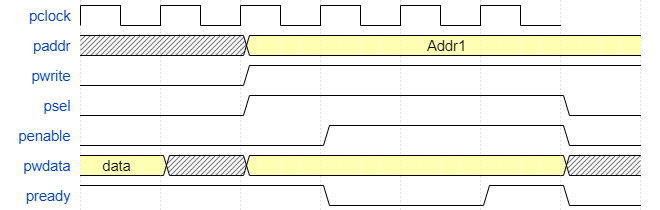 pclock
paddr Addr1
pwrite
psel
penable
pwdata data
pready